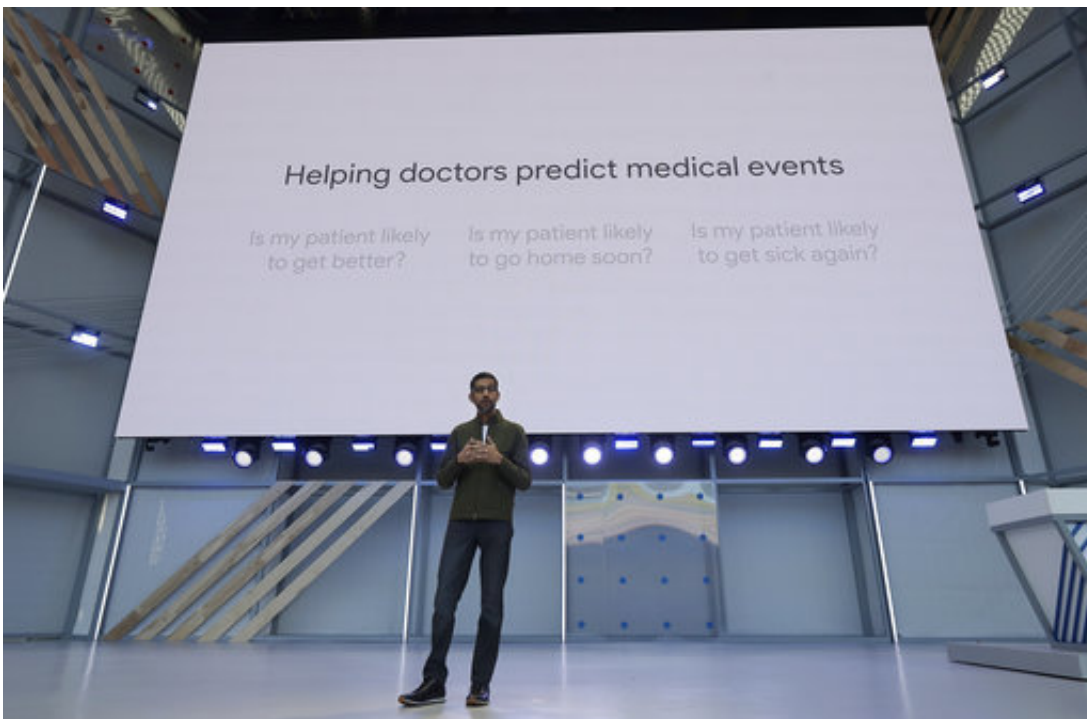 Helping doctors predict medical events
Is my patient likely
to get better?
Is my patient likely
to go home soon?
Is my patient likely
to get sick again?